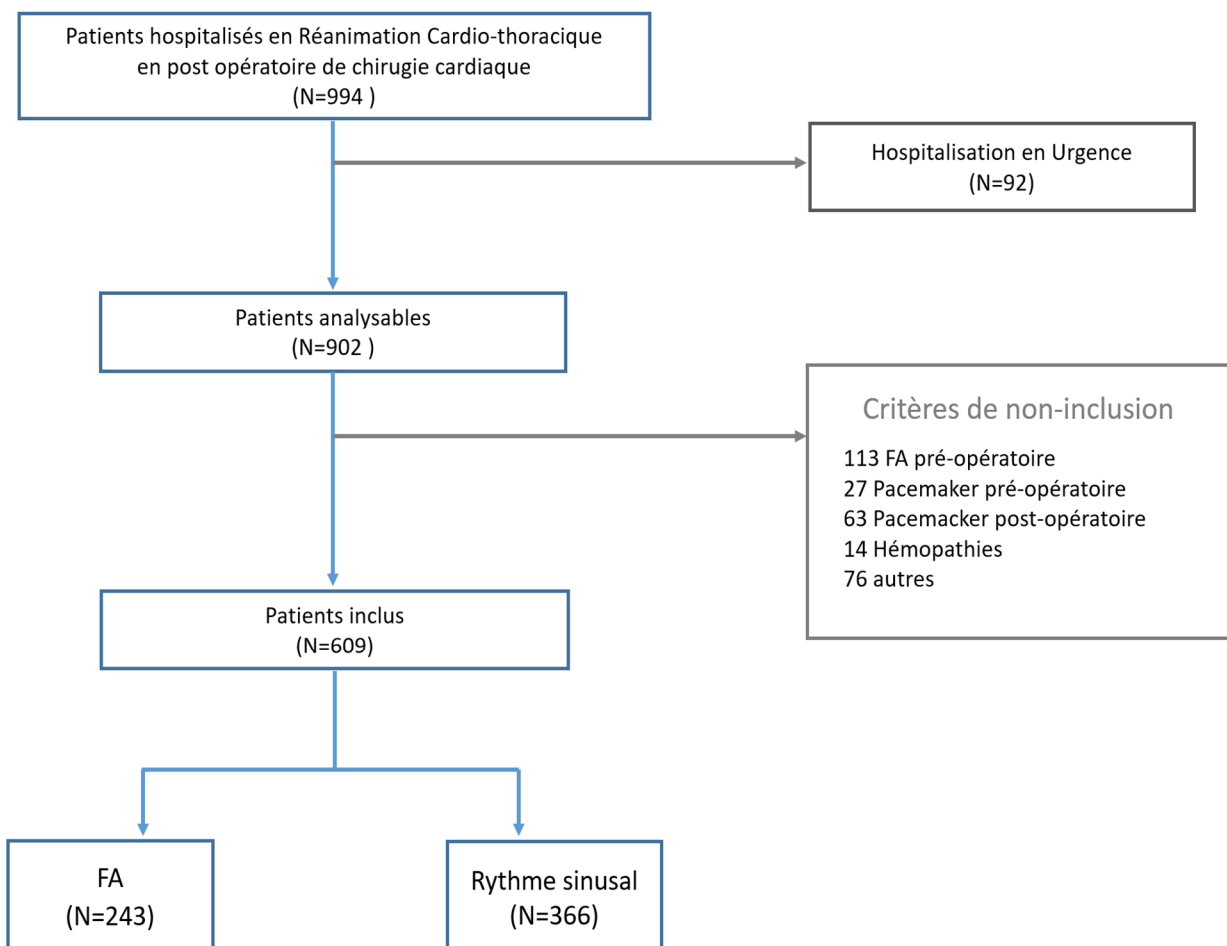 Patients hospitalisés en Réanimation Cardio-thoracique
en post opératoire de chirugie cardiaque
(N=994 )
Hospitalisation en Urgence
(N=92)
Patients analysables
(N=902 )
Critères de non-inclusion
113 FA pré-opératoire
27 Pacemaker pré-opératoire
63 Pacemacker post-opératoire
14 Hémopathies
76 autres
Patients inclus
(N=609)
FA
(N=243)
Rythme sinusal
(N=366)